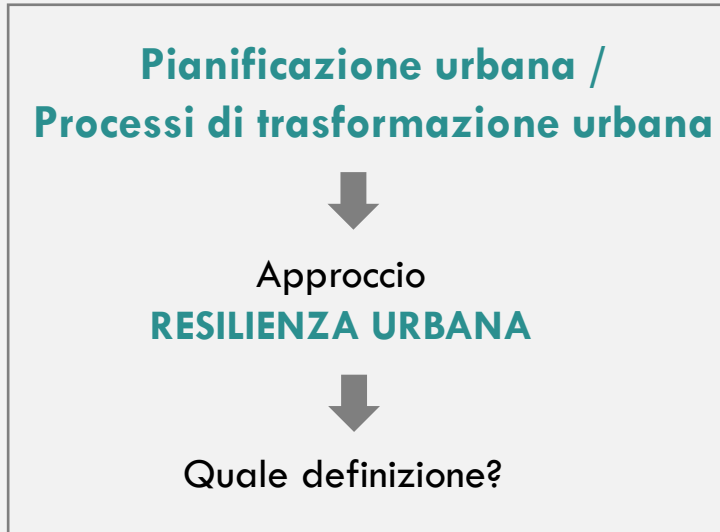 Pianificazione urbana /
Processi di trasformazione urbana
Approccio
RESILIENZA URBANA
Quale definizione?